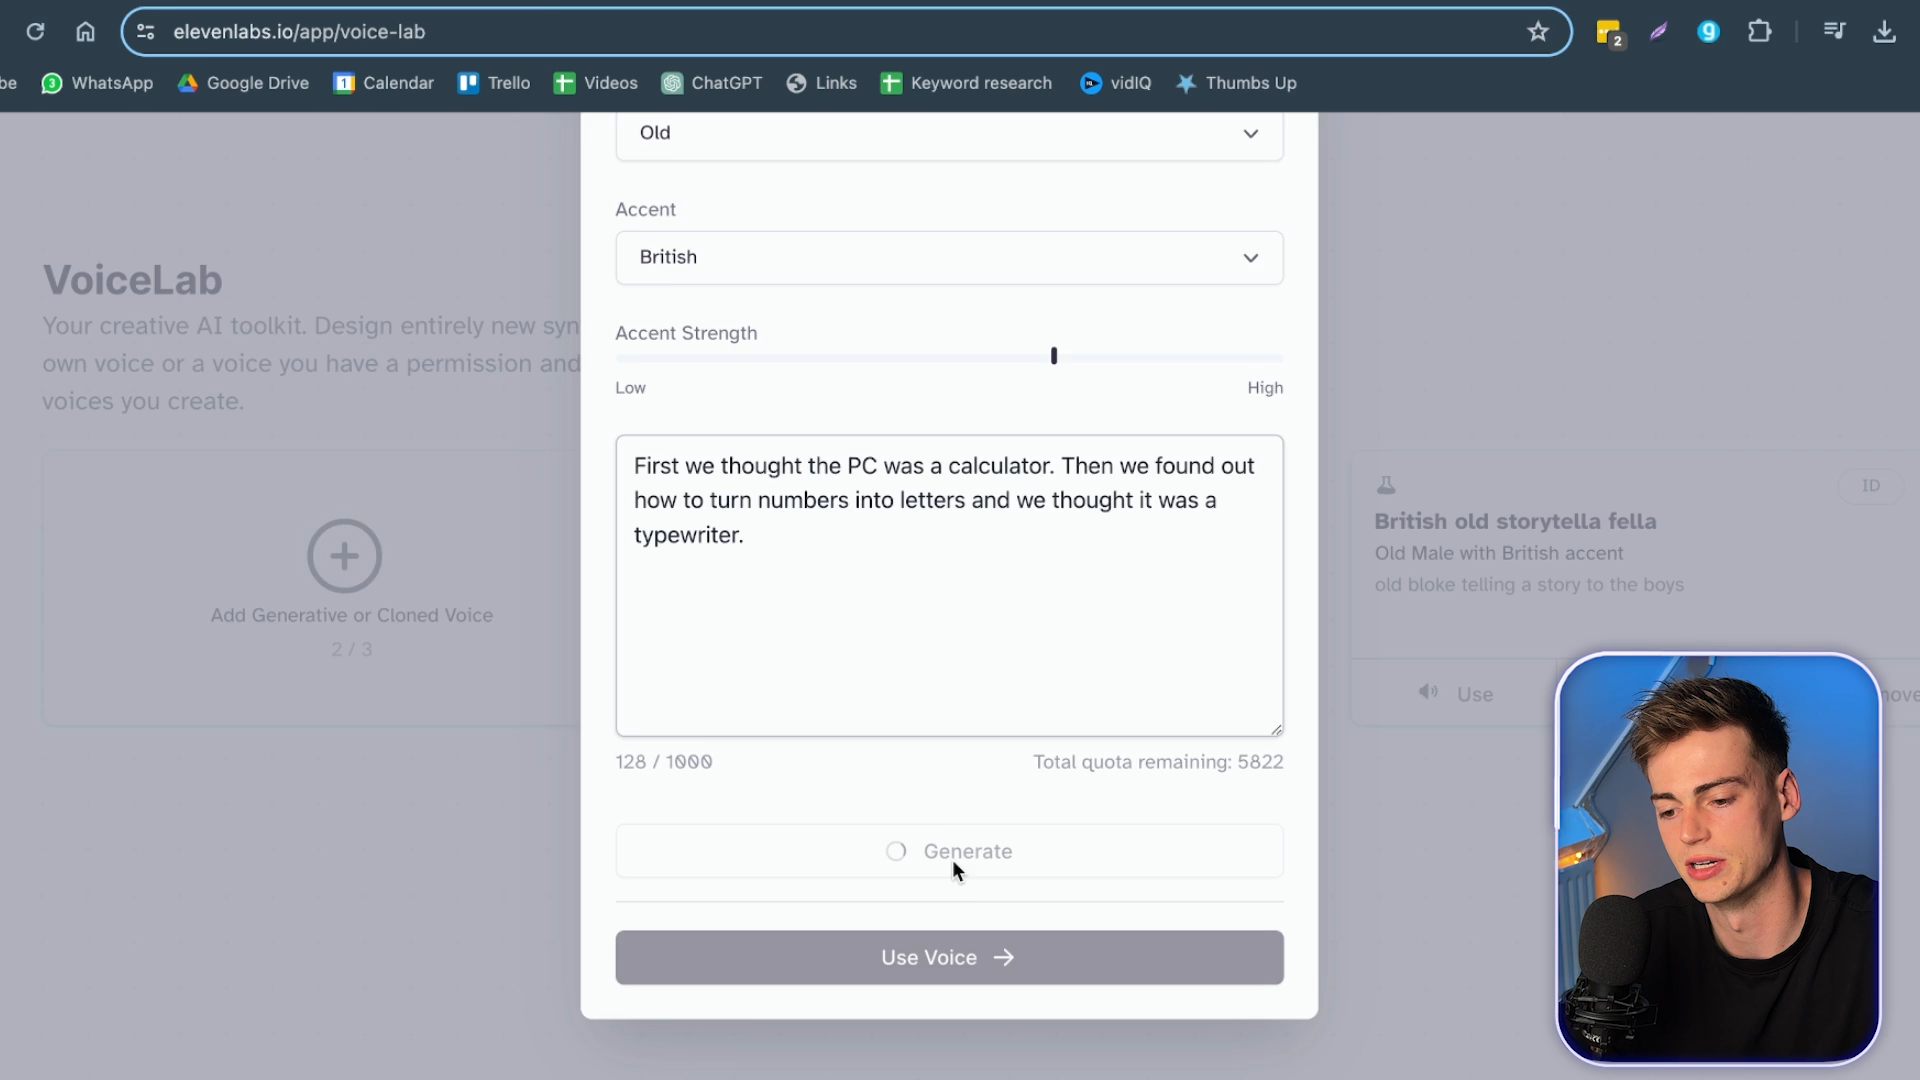 elevenlabs.io/app/voice-lab
2
be
3
WhatsApp
Google Drive
1
Calendar
Trello
Videos
ChatGPT
Links
Keyword research
vidIQ
Thumbs Up
Old
Accent
British
Accent Strength
Low
High
First we thought the PC was a calculator. Then we found out
how to turn numbers into letters and we thought it was a
typewriter.
128 / 1000
Total quota remaining: 5822
Generate
Use Voice
VoiceLab
Your creative AI toolkit. Design entirely new syn
own voice or a voice you have a permission and
voices you create.
Add Generative or Cloned Voice
2 / 3
ID
British old storytella fella
Old Male with British accent
old bloke telling a story to the boys
Use
nove